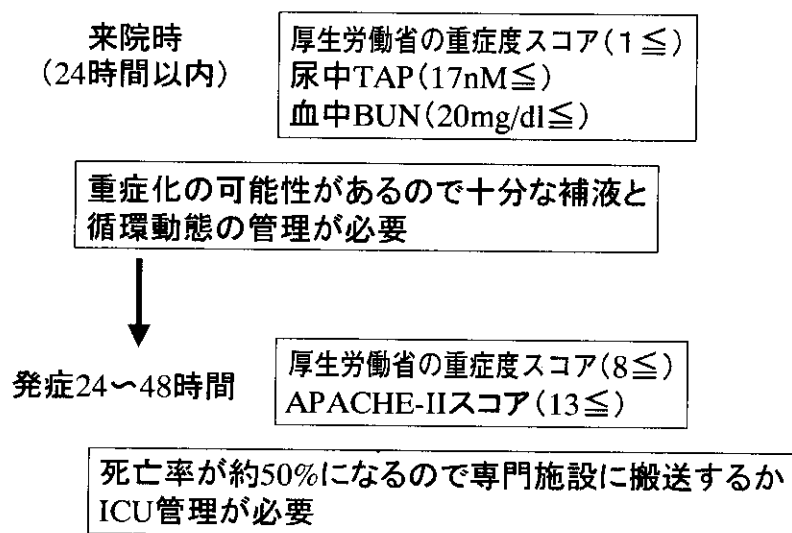 来院時
(24時間以内)
厚生労働省の重症度スコア(1≦)
尿中TAP(17nM≦)
血中BUN(20mg/dl≦)
重症化の可能性があるので十分な補液と
循環動態の管理が必要
発症24〜48時間
厚生労働省の重症度スコア(8≦)
APACHE-IIスコア(13≦)
死亡率が約50%になるので専門施設に搬送するか
ICU管理が必要